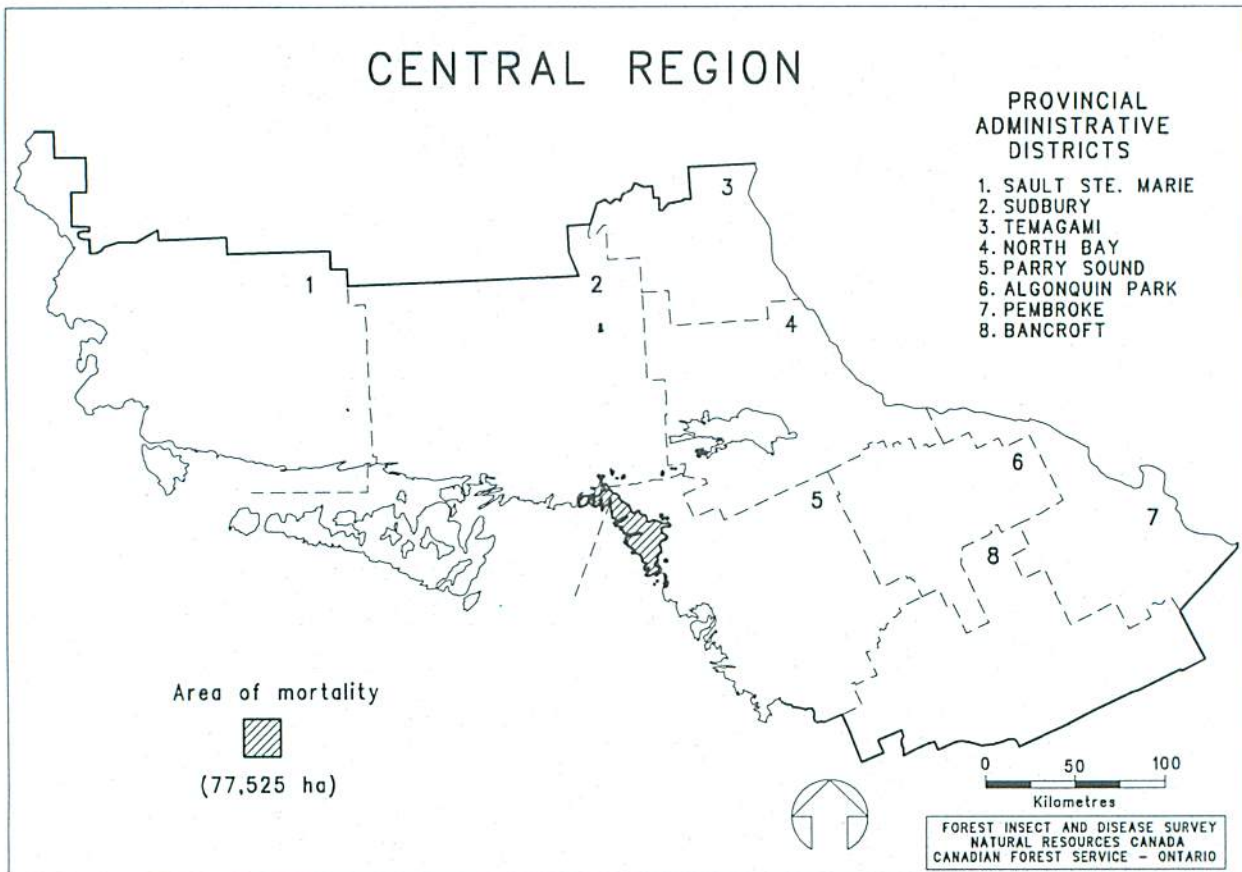 CENTRAL REGION
PROVINCIAL
ADMINISTRATIVE
DISTRICTS
1. SAULT STE. MARIE
2. SUDBURY
3. TEMAGAMI
4. NORTH BAY
5. PARRY SOUND
6. ALGONQUIN PARK
7. PEMBROKE
8. BANCROFT
3
1
2
4
6
5
7
8
Area of mortality
(77,525 ha)
0 50 100
Kilometres
FOREST INSECT AND DISEASE SURVEY
NATURAL RESOURCES CANADA
CANADIAN FOREST SERVICE - ONTARIO